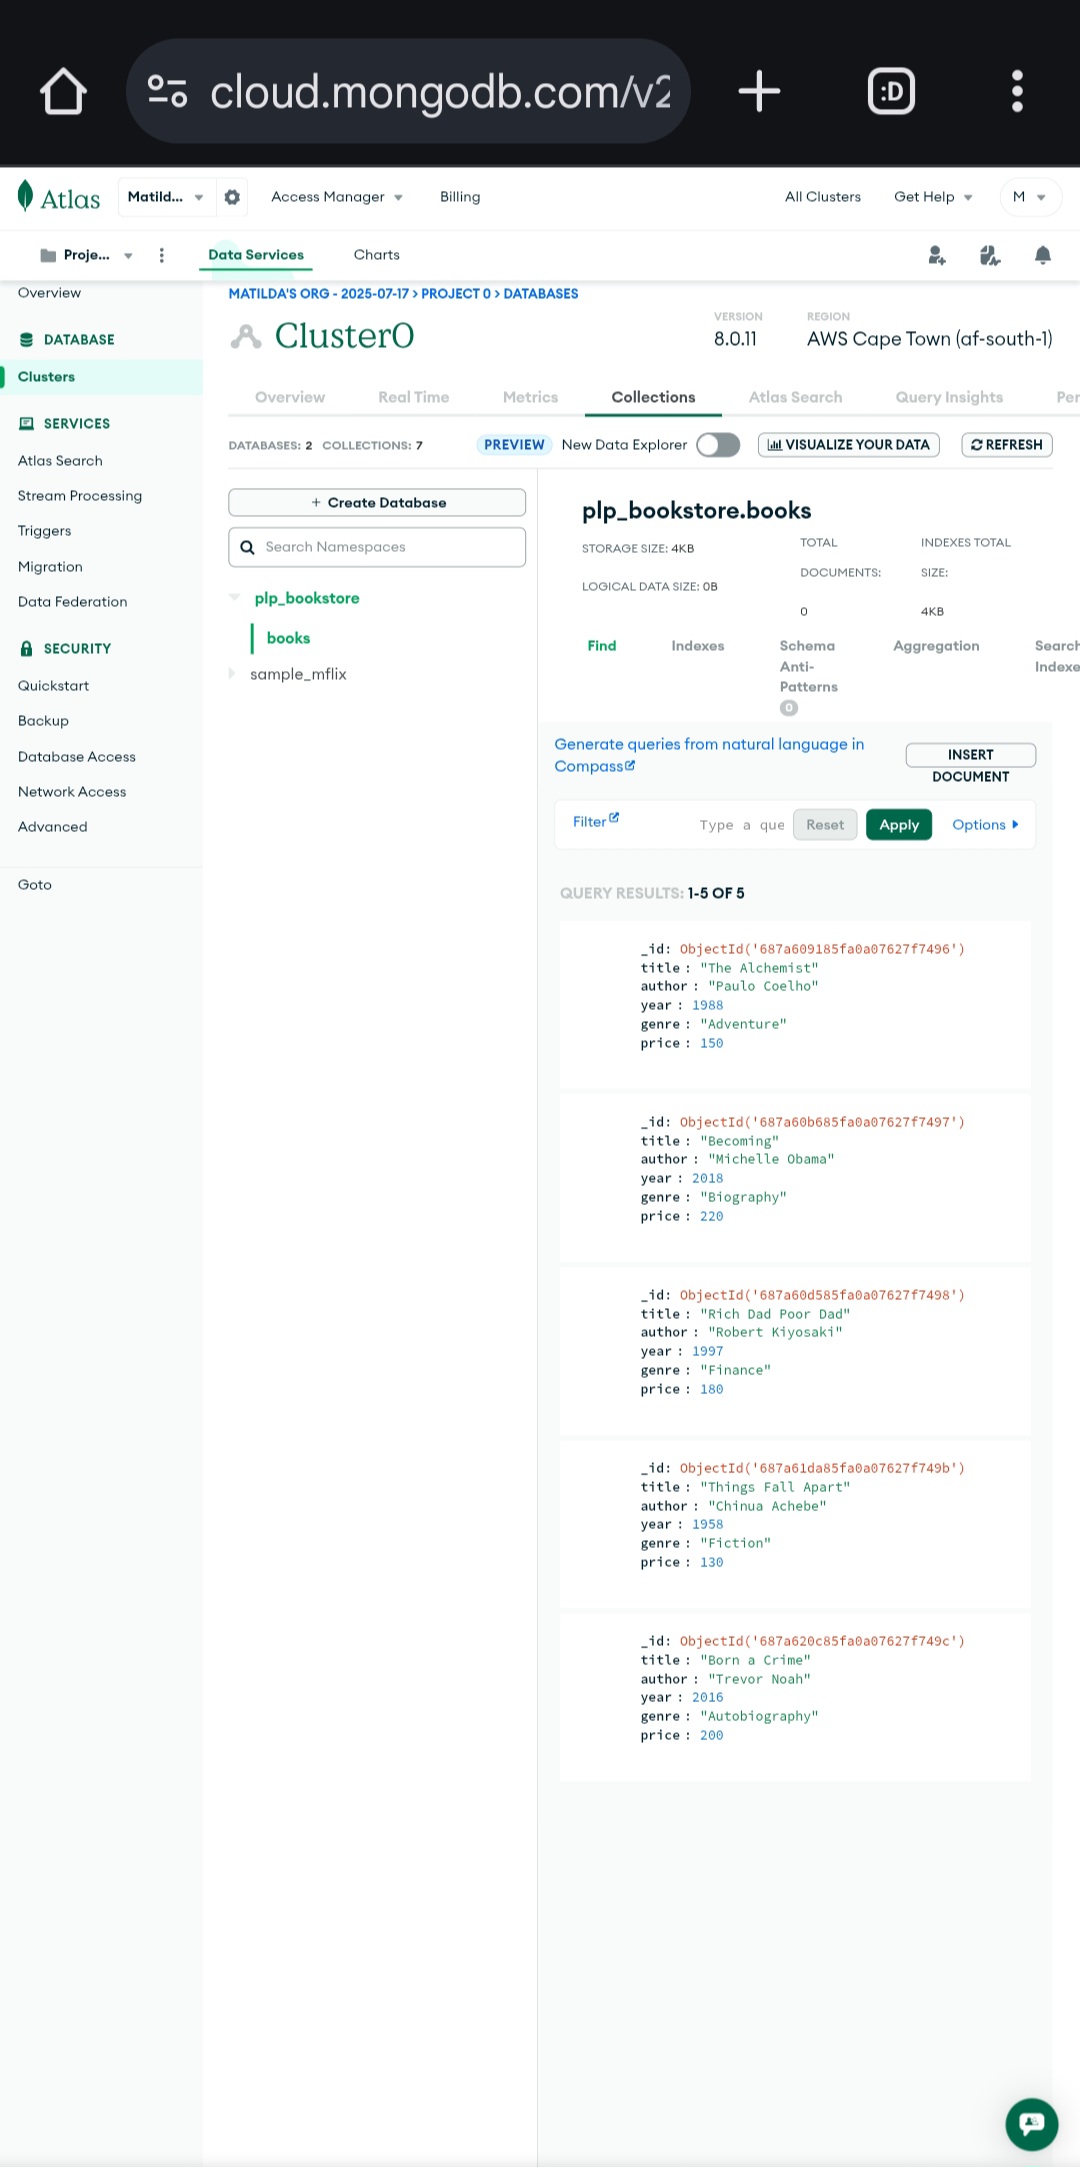 cloud.mongodb.com/v2
:D
Atlas
Matild...
Access Manager
Billing
All Clusters
Get Help
M
Proje...
Data Services
Charts
Overview
DATABASE
Clusters
SERVICES
Atlas Search
Stream Processing
Triggers
Migration
Data Federation
SECURITY
Quickstart
Backup
Database Access
Network Access
Advanced
Goto
MATILDA'S ORG - 2025-07-17 > PROJECT 0 > DATABASES
Cluster0
VERSION
8.0.11
REGION
AWS Cape Town (af-south-1)
Overview
Real Time
Metrics
Collections
Atlas Search
Query Insights
Per
DATABASES: 2 COLLECTIONS: 7
PREVIEW
New Data Explorer
VISUALIZE YOUR DATA
REFRESH
+ Create Database
Search Namespaces
plp_bookstore
books
sample_mflix
plp_bookstore.books
STORAGE SIZE: 4KB
LOGICAL DATA SIZE: 0B
TOTAL
DOCUMENTS:
0
INDEXES TOTAL
SIZE:
4KB
Find
Indexes
Schema
Anti-
Patterns
0
Aggregation
Search
Indexe
Generate queries from natural language in
Compass
INSERT
DOCUMENT
Filter
Type a que
Reset
Apply
Options
QUERY RESULTS: 1-5 OF 5
_id: ObjectId('687a609185fa0a07627f7496')
title : "The Alchemist"
author : "Paulo Coelho"
year : 1988
genre : "Adventure"
price : 150
_id: ObjectId('687a60b685fa0a07627f7497')
title : "Becoming"
author : "Michelle Obama"
year : 2018
genre : "Biography"
price : 220
_id: ObjectId('687a60d585fa0a07627f7498')
title : "Rich Dad Poor Dad"
author : "Robert Kiyosaki"
year : 1997
genre : "Finance"
price : 180
_id: ObjectId('687a61da85fa0a07627f749b')
title : "Things Fall Apart"
author : "Chinua Achebe"
year : 1958
genre : "Fiction"
price : 130
_id: ObjectId('687a620c85fa0a07627f749c')
title : "Born a Crime"
author : "Trevor Noah"
year : 2016
genre : "Autobiography"
price : 200